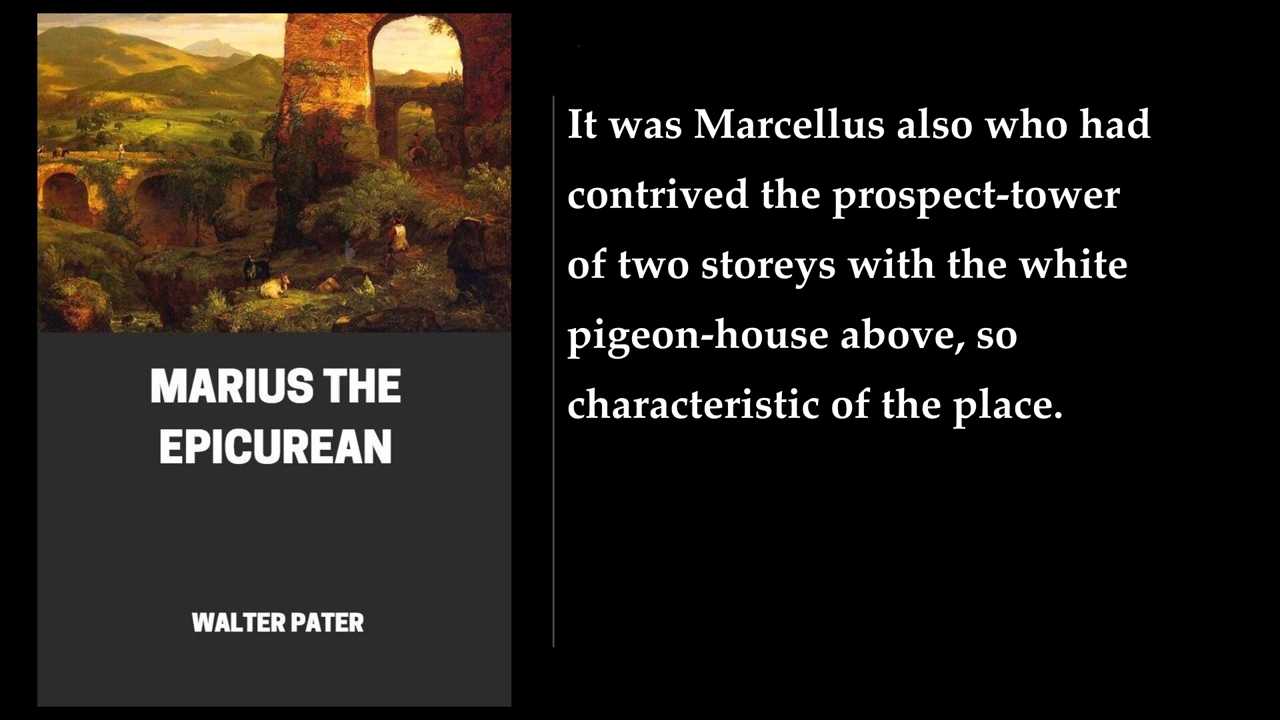 MARIUS THE
EPICUREAN
WALTER PATER
It was Marcellus also who had
contrived the prospect-tower
of two storeys with the white
pigeon-house above, so
characteristic of the place.